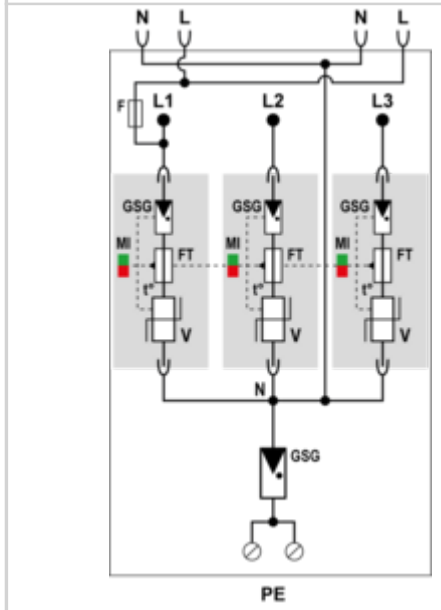 N L N L
F L1 L2 L3
GSG GSG GSG
MI FT MI FT MI FT
t° t° t°
V V V
N
GSG
PE